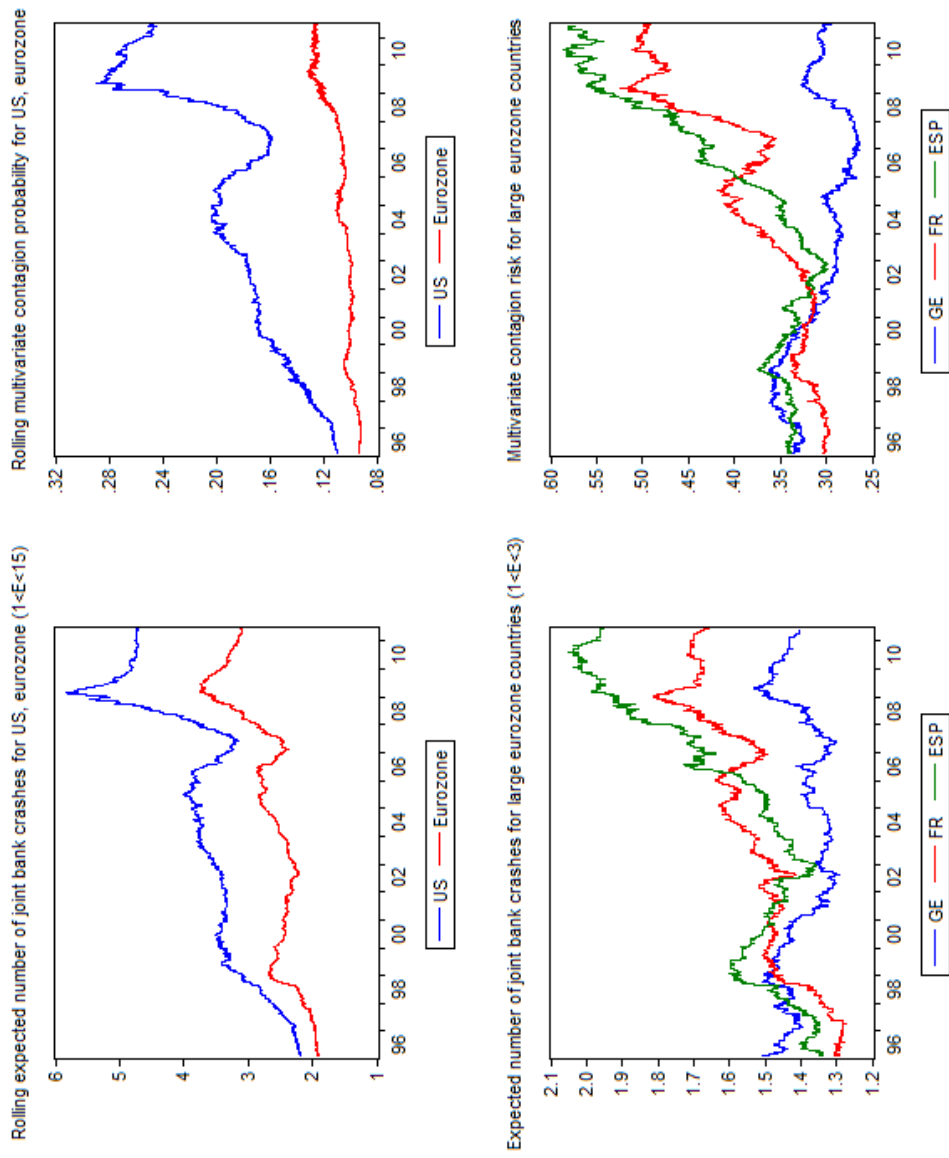 Rolling expected number of joint bank crashes for US, eurozone (1<E<15)
6
5
4
3
2
1
96 98 00 02 04 06 08 10
US Eurozone
Rolling multivariate contagion probability for US, eurozone
.32
.28
.24
.20
.16
.12
.08
96 98 00 02 04 06 08 10
US Eurozone
Expected number of joint bank crashes for large eurozone countries (1<E<3)
2.1
2.0
1.9
1.8
1.7
1.6
1.5
1.4
1.3
1.2
96 98 00 02 04 06 08 10
GE FR ESP
Multivariate contagion risk for large eurozone countries
.60
.55
.50
.45
.40
.35
.30
.25
96 98 00 02 04 06 08 10
GE FR ESP